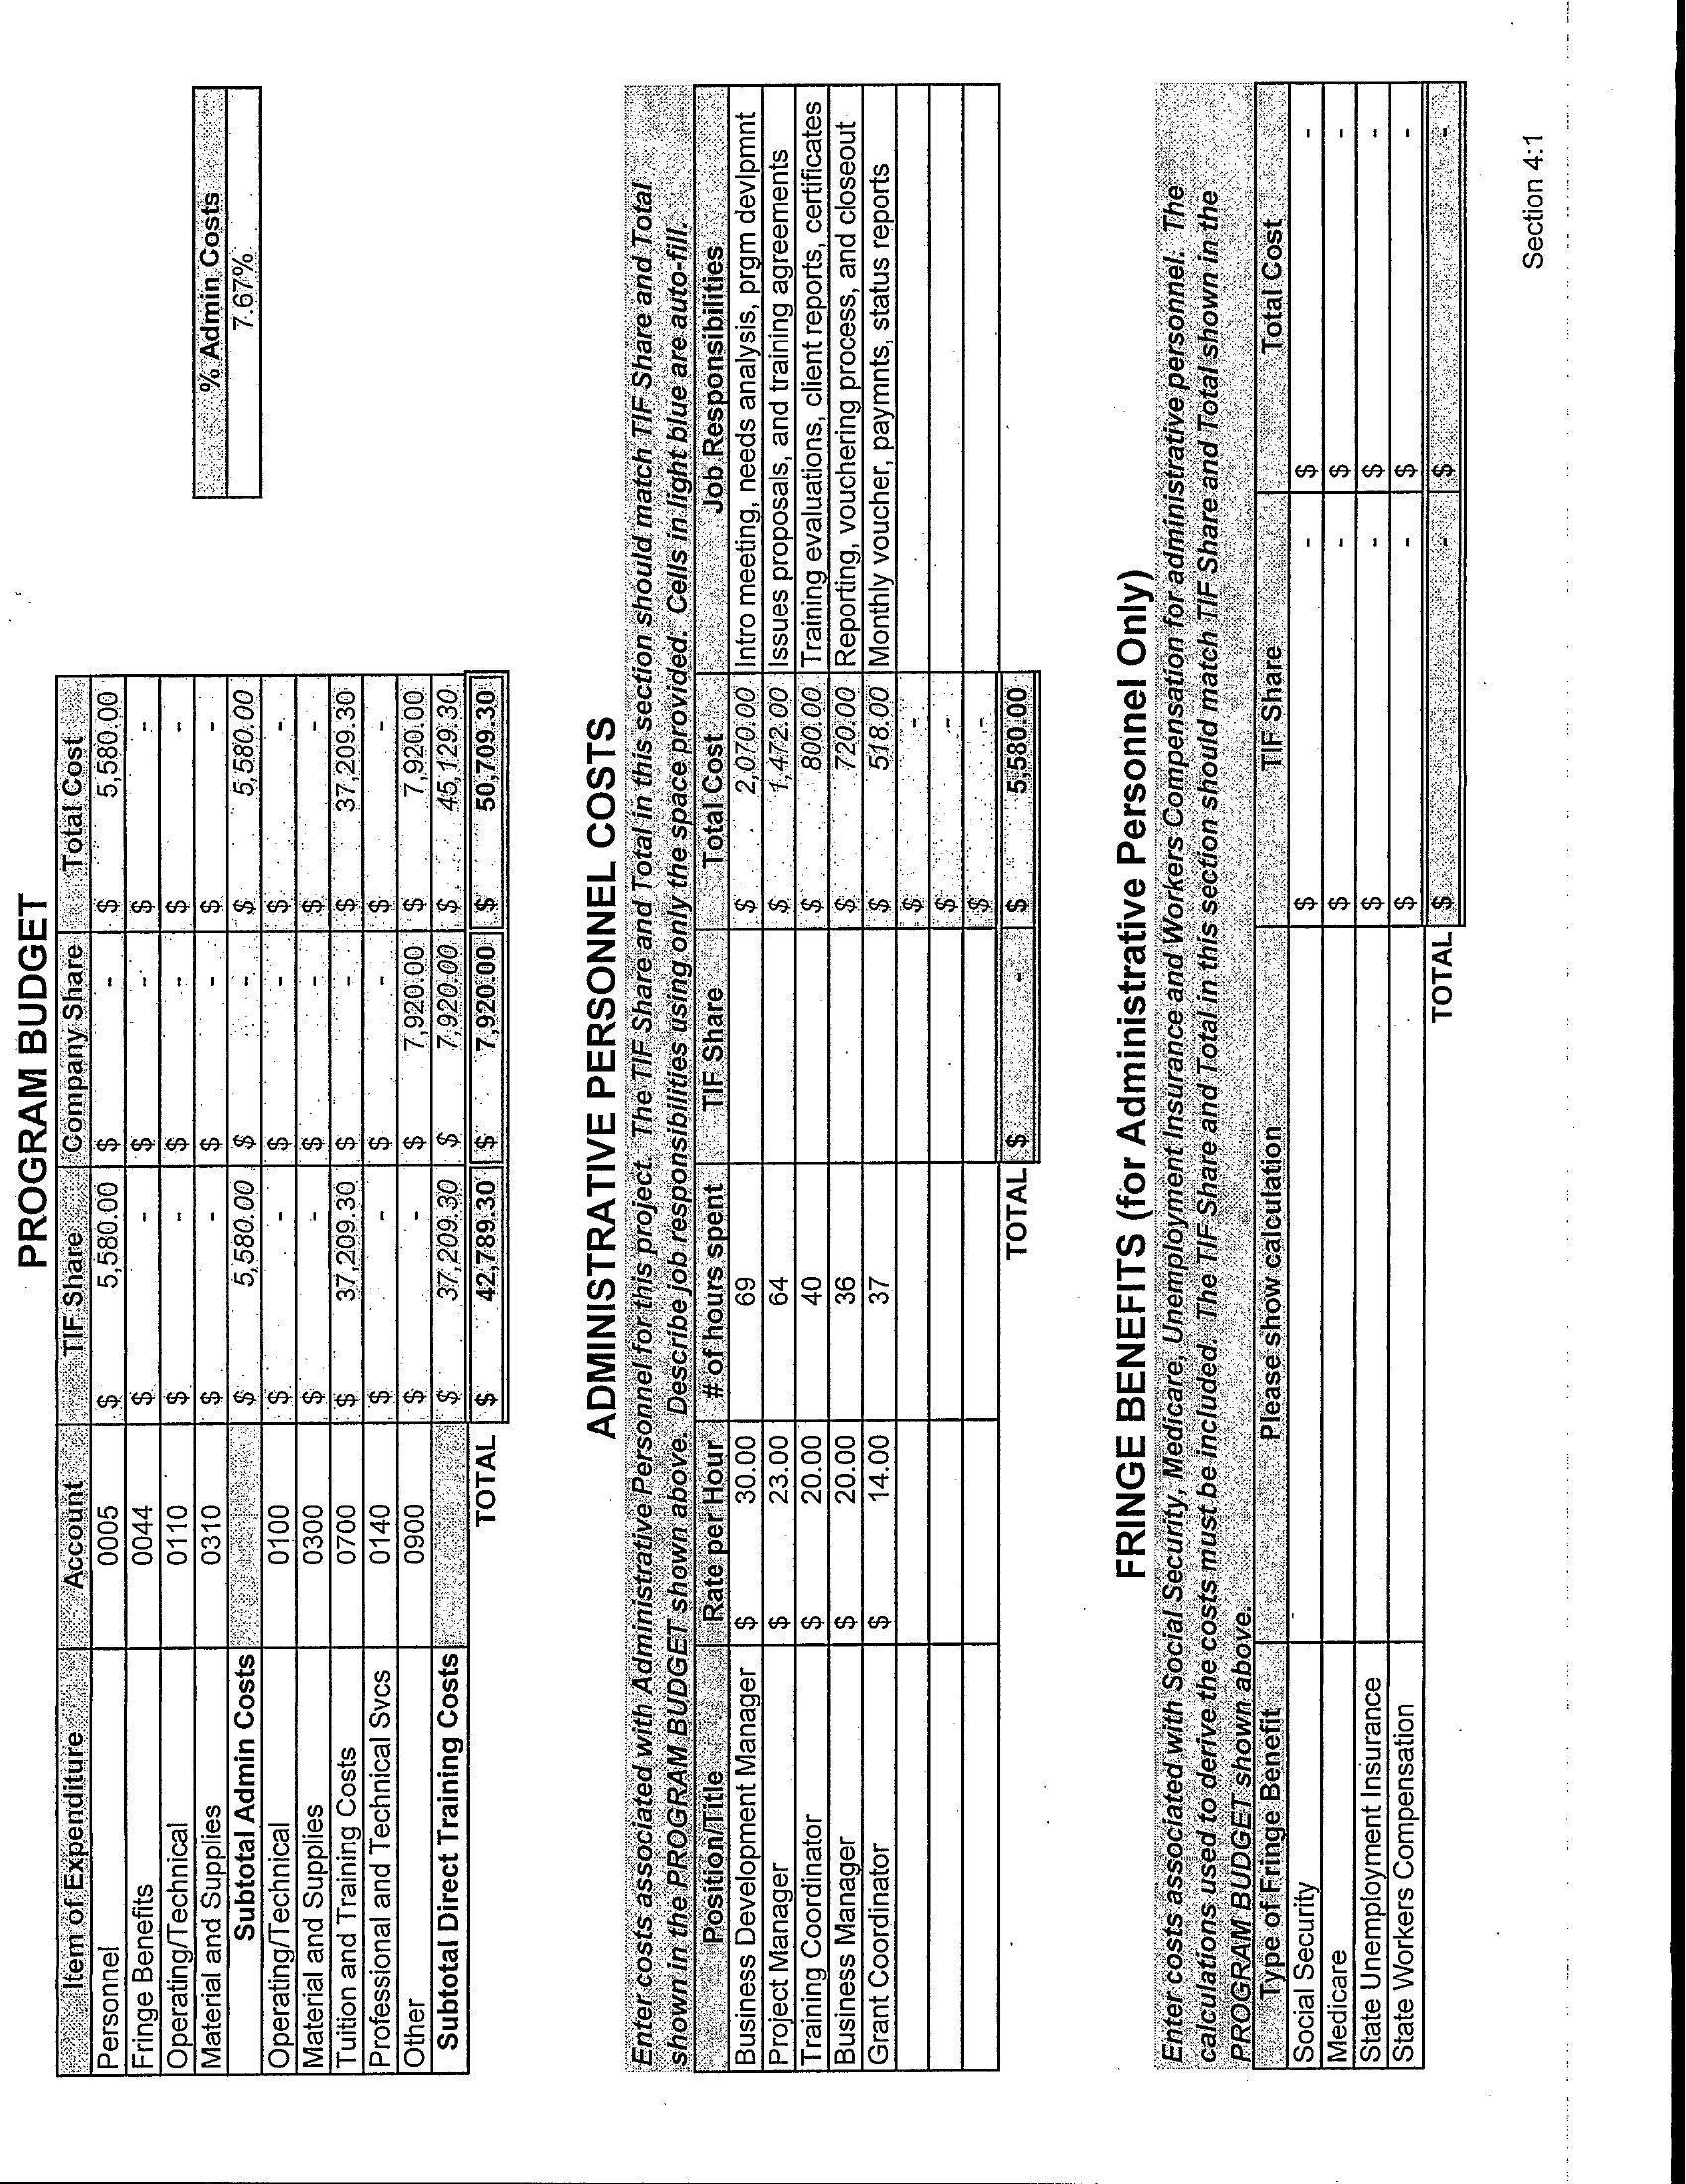 PROGRAM BUDGET
Item of Expenditure Account TIF Share Company Share Total Cost
Personnel 0005 $ 5,580.00 $ - $ 5,580.00
Fringe Benefits 0044 $ - $ - $ -
Operating/Technical 0110 $ - $ - $ -
Material and Supplies 0310 $ - $ - $ -
Subtotal Admin Costs $ 5,580.00 $ - $ 5,580.00
Operating/Technical 0100 $ - $ - $ -
Material and Supplies 0300 $ - $ - $ -
Tuition and Training Costs 0700 $ 37,209.30 $ - $ 37,209.30
Professional and Technical Svcs 0140 $ - $ - $ -
Other 0900 $ - $ 7,920.00 $ 7,920.00
Subtotal Direct Training Costs $ 37,209.30 $ 7,920.00 $ 45,129.30
TOTAL $ 42,789.30 $ 7,920.00 $ 50,709.30
% Admin Costs
7.67%
ADMINISTRATIVE PERSONNEL COSTS
Enter costs associated with Administrative Personnel for this project. The TIF Share and Total in this section should match TIF Share and Total
shown in the PROGRAM BUDGET shown above. Describe job responsibilities using only the space provided. Cells in light blue are auto-fill.
Position/Title Rate per Hour # of hours spent TIF Share Total Cost Job Responsibilities
Business Development Manager $ 30.00 69 $ 2,070.00 Intro meeting, needs analysis, prgm devlpmnt
Project Manager $ 23.00 64 $ 1,472.00 Issues proposals, and training agreements
Training Coordinator $ 20.00 40 $ 800.00 Training evaluations, client reports, certificates
Business Manager $ 20.00 36 $ 720.00 Reporting, vouchering process, and closeout
Grant Coordinator $ 14.00 37 $ 518.00 Monthly voucher, paymnts, status reports
$ -
$ -
$ -
TOTAL $ - $ 5,580.00
FRINGE BENEFITS (for Administrative Personnel Only)
Enter costs associated with Social Security, Medicare, Unemployment Insurance and Workers Compensation for administrative personnel. The
calculations used to derive the costs must be included. The TIF Share and Total in this section should match TIF Share and Total shown in the
PROGRAM BUDGET shown above.
Type of Fringe Benefit Please show calculation TIF Share Total Cost
Social Security $ - $ -
Medicare $ - $ -
State Unemployment Insurance $ - $ -
State Workers Compensation $ - $ -
TOTAL $ - $ -
Section 4:1